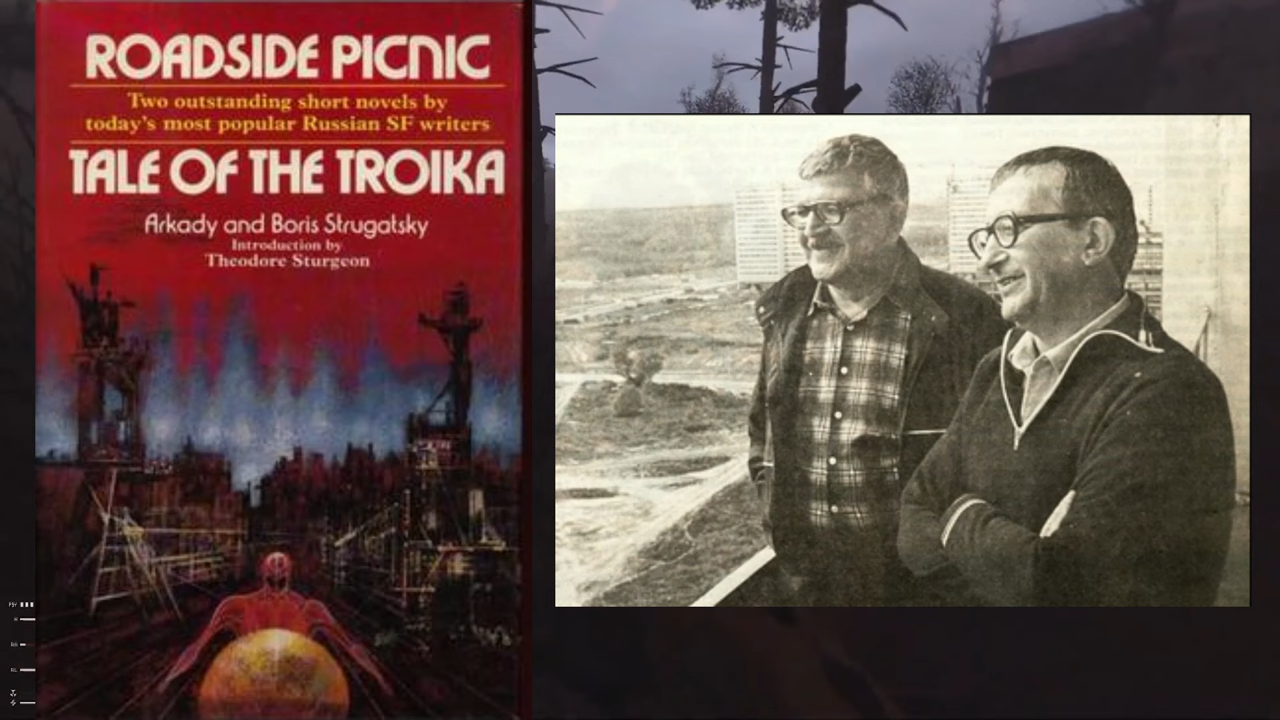 ROADSIDE PICNIC
Two outstanding short novels by
today's most popular Russian SF writers
TALE OF THE TROIKA
Arkady and Boris Strugatsky
Introduction by
Theodore Sturgeon
PSY